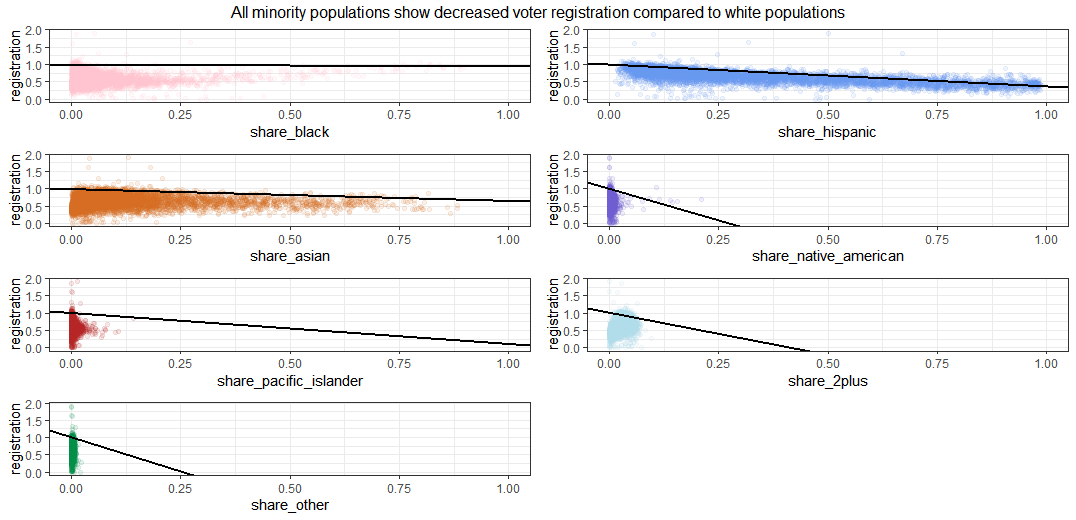 All minority populations show decreased voter registration compared to white populations
registration
2.0
1.5
1.0
0.5
0.0
0.00 0.25 0.50 0.75 1.00
share_black
registration
2.0
1.5
1.0
0.5
0.0
0.00 0.25 0.50 0.75 1.00
share_hispanic
registration
2.0
1.5
1.0
0.5
0.0
0.00 0.25 0.50 0.75 1.00
share_asian
registration
2.0
1.5
1.0
0.5
0.0
0.00 0.25 0.50 0.75 1.00
share_native_american
registration
2.0
1.5
1.0
0.5
0.0
0.00 0.25 0.50 0.75 1.00
share_pacific_islander
registration
2.0
1.5
1.0
0.5
0.0
0.00 0.25 0.50 0.75 1.00
share_2plus
registration
2.0
1.5
1.0
0.5
0.0
0.00 0.25 0.50 0.75 1.00
share_other